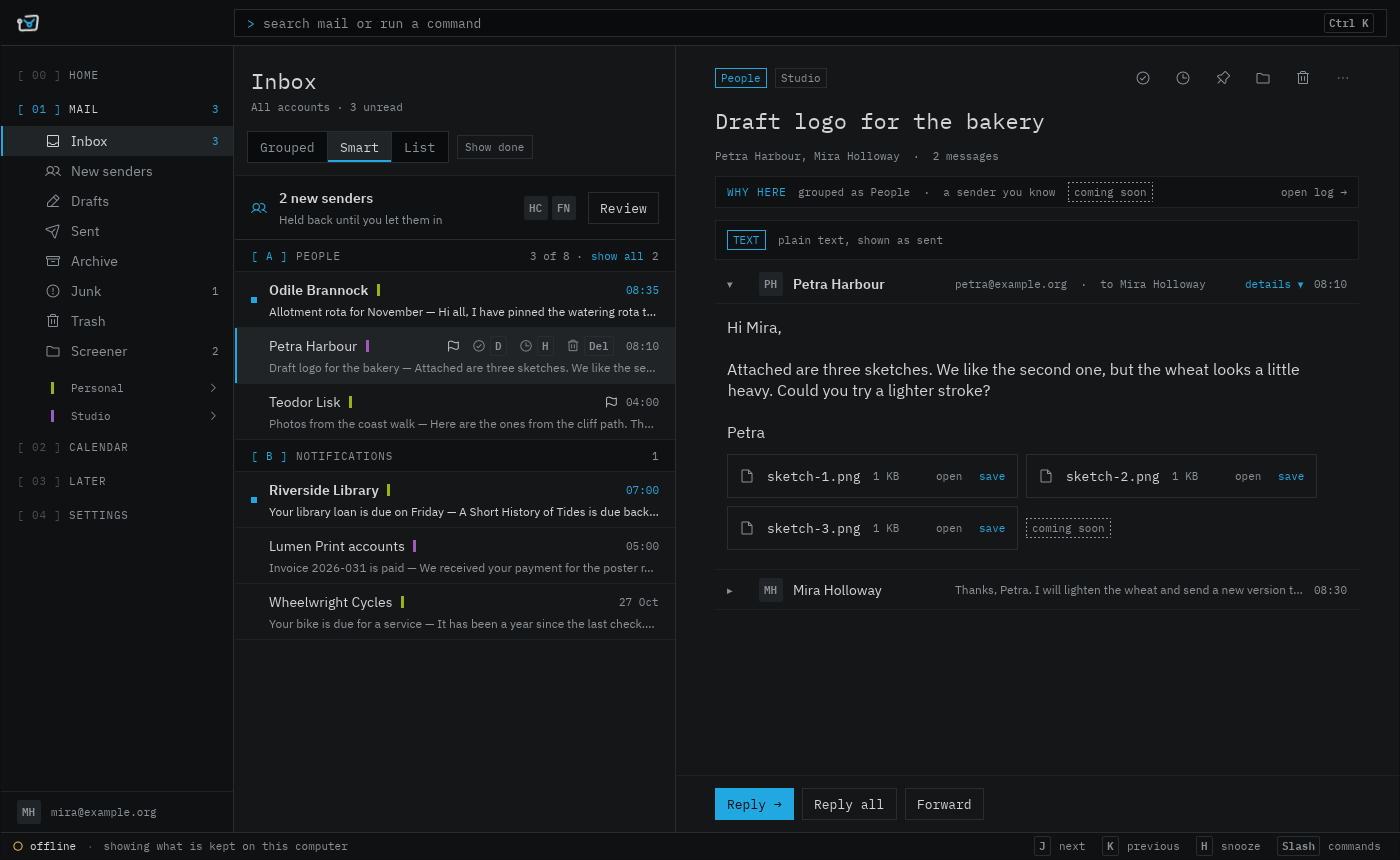 > search mail or run a command Ctrl K
[ 00 ] HOME
[ 01 ] MAIL 3
Inbox 3
New senders
Drafts
Sent
Archive
Junk 1
Trash
Screener 2
Personal
Studio
[ 02 ] CALENDAR
[ 03 ] LATER
[ 04 ] SETTINGS
MH mira@example.org
Inbox
All accounts · 3 unread
Grouped Smart List Show done
2 new senders
Held back until you let them in
HC FN Review
[ A ] PEOPLE 3 of 8 · show all 2
Odile Brannock 08:35
Allotment rota for November — Hi all, I have pinned the watering rota t…
Petra Harbour D H Del 08:10
Draft logo for the bakery — Attached are three sketches. We like the se…
Teodor Lisk 04:00
Photos from the coast walk — Here are the ones from the cliff path. Th…
[ B ] NOTIFICATIONS 1
Riverside Library 07:00
Your library loan is due on Friday — A Short History of Tides is due back…
Lumen Print accounts 05:00
Invoice 2026-031 is paid — We received your payment for the poster r…
Wheelwright Cycles 27 Oct
Your bike is due for a service — It has been a year since the last check.…
People Studio
Draft logo for the bakery
Petra Harbour, Mira Holloway · 2 messages
WHY HERE grouped as People · a sender you know coming soon open log →
TEXT plain text, shown as sent
▾ PH Petra Harbour petra@example.org · to Mira Holloway details ▾ 08:10
Hi Mira,
Attached are three sketches. We like the second one, but the wheat looks a little
heavy. Could you try a lighter stroke?
Petra
sketch-1.png 1 KB open save
sketch-2.png 1 KB open save
sketch-3.png 1 KB open save
coming soon
▸ MH Mira Holloway Thanks, Petra. I will lighten the wheat and send a new version t… 08:30
Reply → Reply all Forward
offline · showing what is kept on this computer
J next K previous H snooze Slash commands